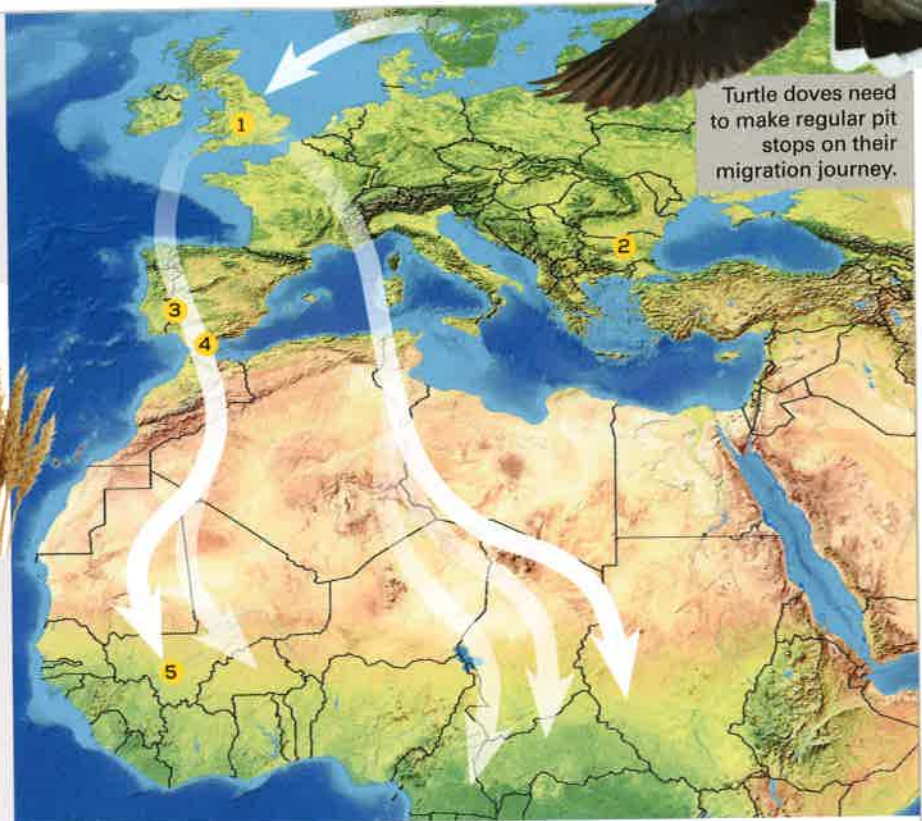 Turtle doves need
to make regular pit
stops on their
migration journey.
1
2
3
4
5